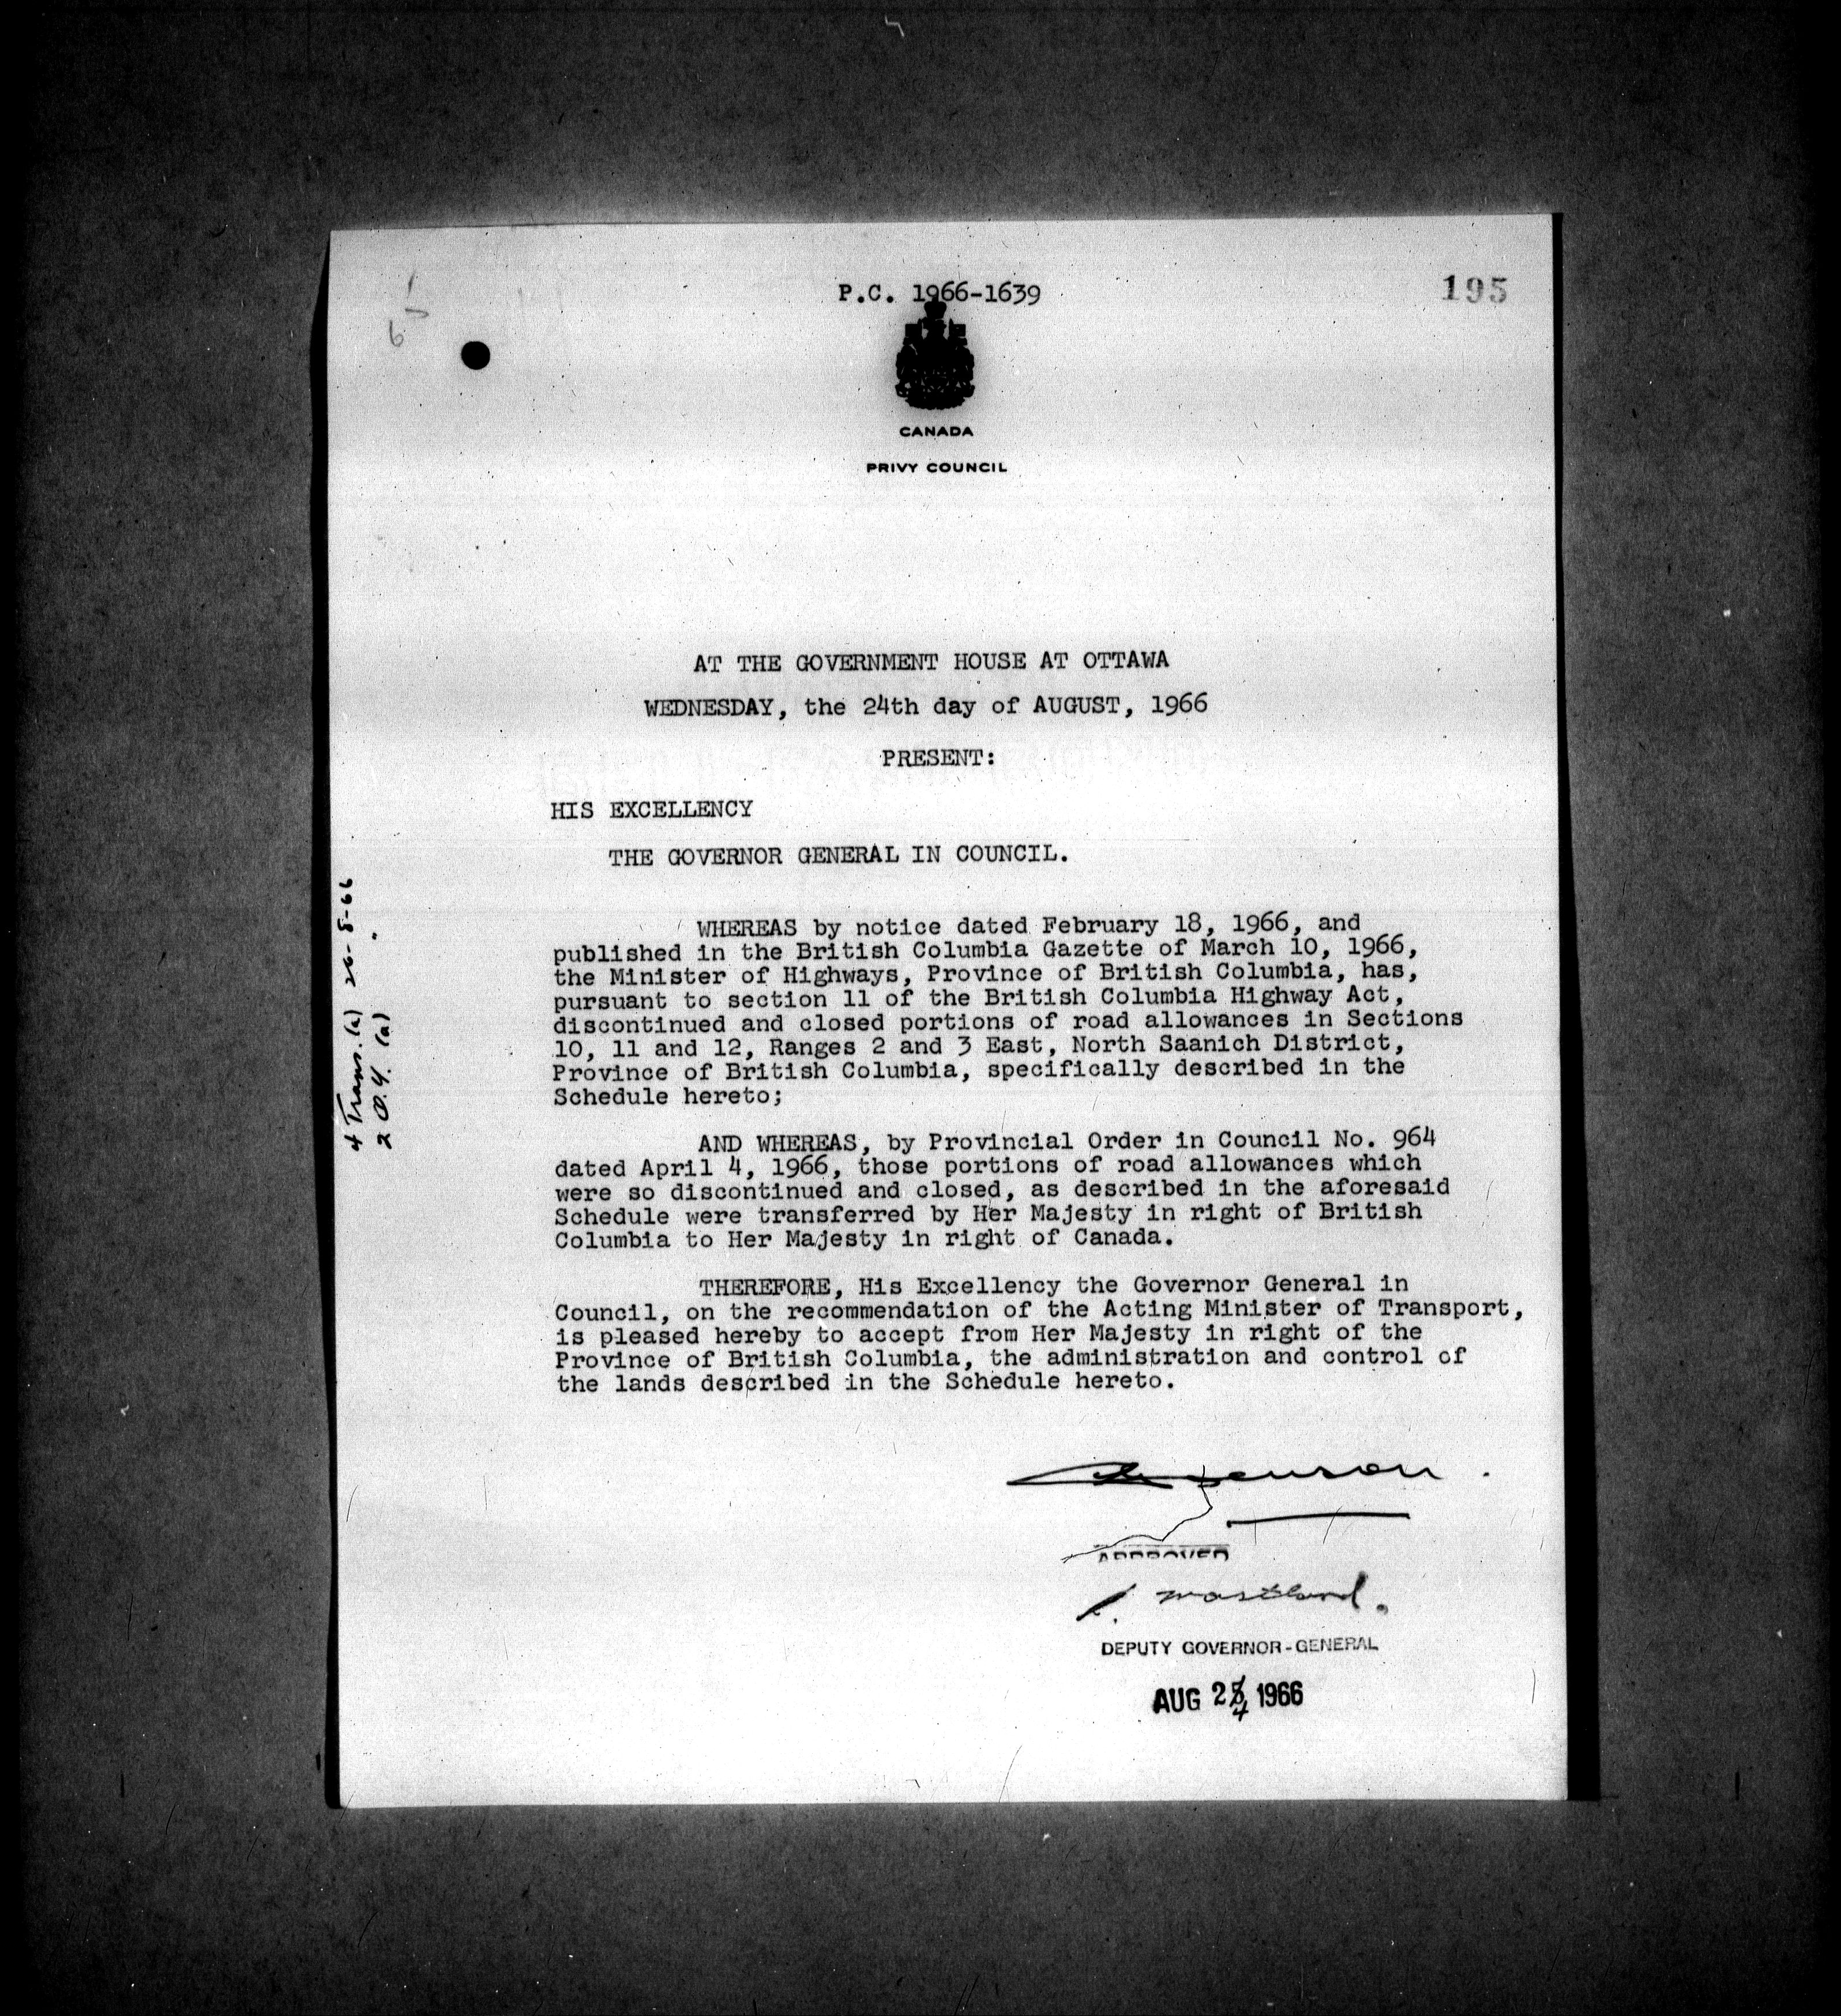 P.C. 1966-1639
195
CANADA
PRIVY COUNCIL
AT THE GOVERNMENT HOUSE AT OTTAWA
WEDNESDAY, the 24th day of AUGUST, 1966
PRESENT:
HIS EXCELLENCY
THE GOVERNOR GENERAL IN COUNCIL.
WHEREAS by notice dated February 18, 1966, and
published in the British Columbia Gazette of March 10, 1966,
the Minister of Highways, Province of British Columbia, has,
pursuant to section 11 of the British Columbia Highway Act,
discontinued and closed portions of road allowances in Sections
10, 11 and 12, Ranges 2 and 3 East, North Saanich District,
Province of British Columbia, specifically described in the
Schedule hereto;
AND WHEREAS, by Provincial Order in Council No. 964
dated April 4, 1966, those portions of road allowances which
were so discontinued and closed, as described in the aforesaid
Schedule were transferred by Her Majesty in right of British
Columbia to Her Majesty in right of Canada.
THEREFORE, His Excellency the Governor General in
Council, on the recommendation of the Acting Minister of Transport,
is pleased hereby to accept from Her Majesty in right of the
Province of British Columbia, the administration and control of
the lands described in the Schedule hereto.
APPROVED
DEPUTY GOVERNOR-GENERAL
AUG 24 1966
4 Trans. (a) 26-8-66